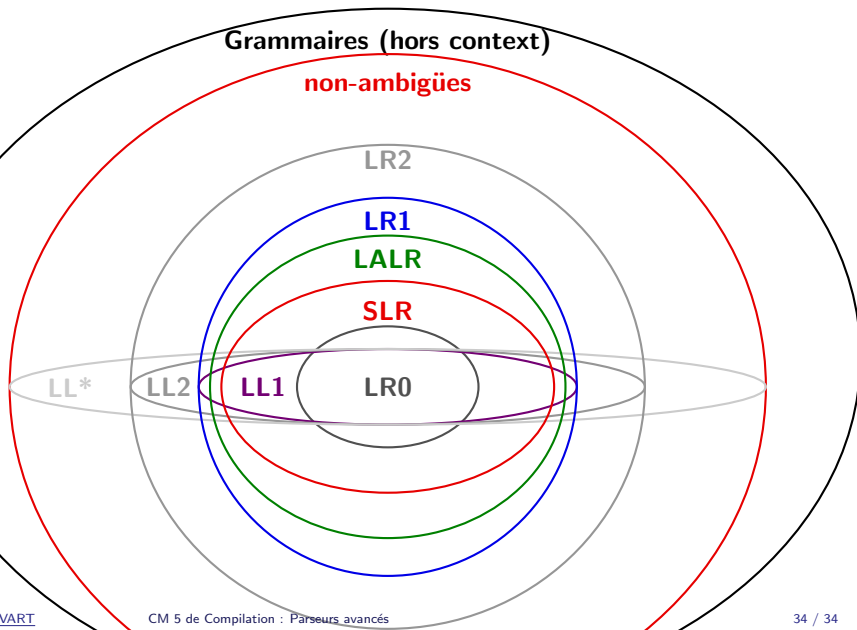 Grammaires (hors context)
non-ambigües
LR2
LR1
LALR
SLR
LL*
LL2
LL1
LR0
VART
CM 5 de Compilation : Parseurs avancés
34 / 34